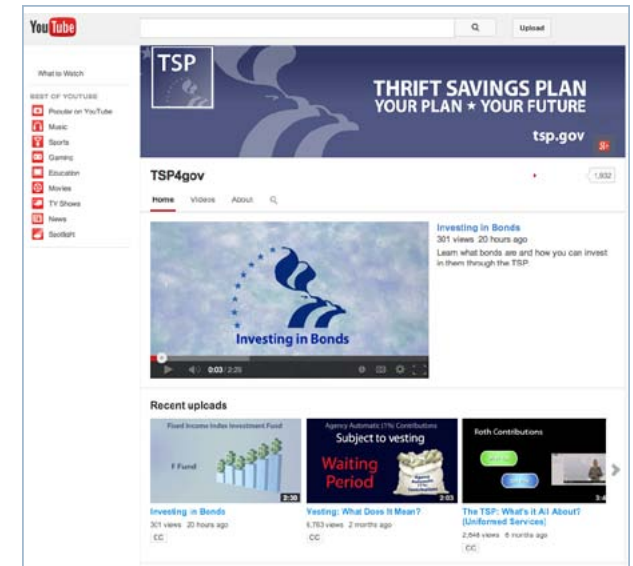 YouTube
Upload
What to Watch
BEST OF YOUTUBE
Popular on YouTube
Music
Sports
Gaming
Education
Movies
TV Shows
News
Spotlight
TSP
THRIFT SAVINGS PLAN
YOUR PLAN ★ YOUR FUTURE
tsp.gov
g+
TSP4gov
1,932
Home Videos About
Investing in Bonds
0:03 / 2:29
Investing in Bonds
301 views 20 hours ago
Learn what bonds are and how you can invest
in them through the TSP.
Recent uploads
Fixed Income Index Investment Fund
F Fund
2:30
Investing in Bonds
301 views 20 hours ago
CC
Agency Automatic (1%) Contributions
Subject to vesting
Waiting
Period
2:03
Vesting: What Does It Mean?
6,783 views 2 months ago
CC
Roth Contributions
The TSP: What's it All About?
(Uniformed Services)
2,848 views 6 months ago
CC